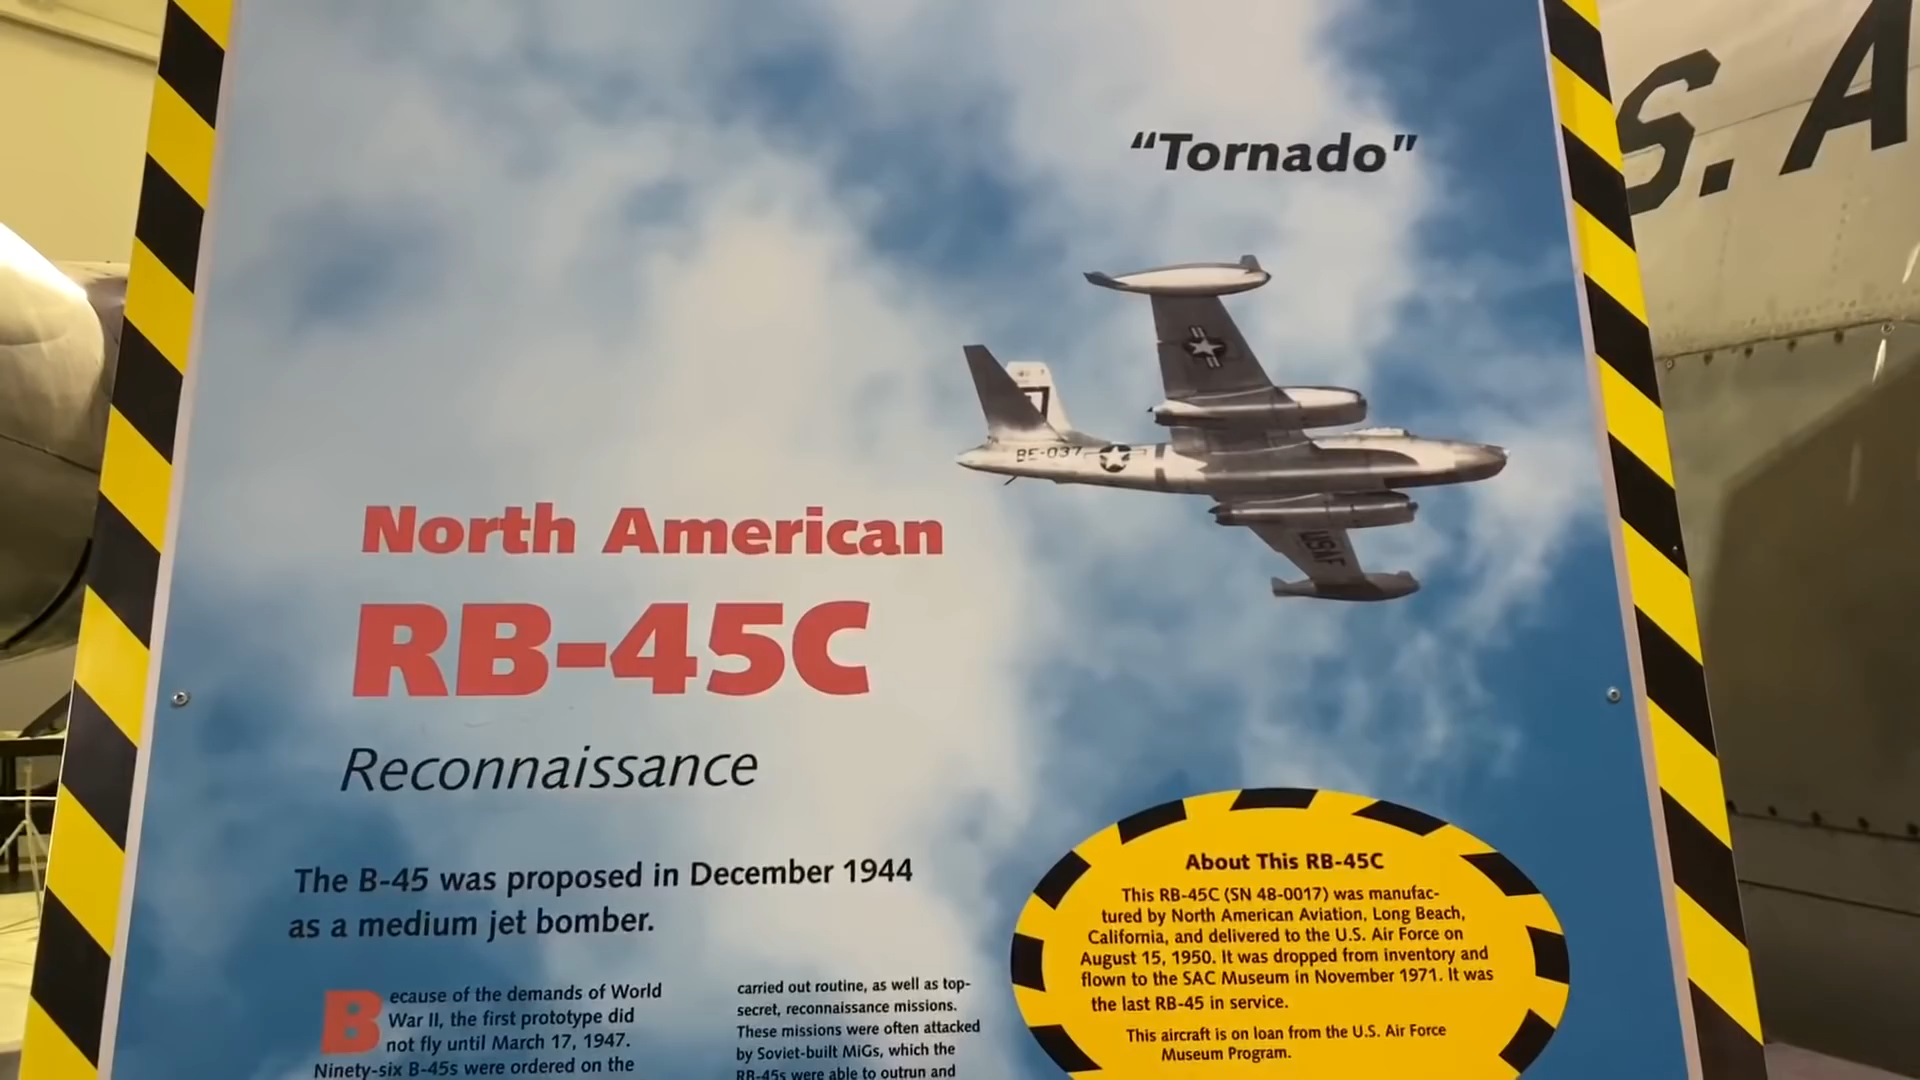 "Tornado"
S. A
BE-037
USAF
North American
RB-45C
Reconnaissance
The B-45 was proposed in December 1944
as a medium jet bomber.
Because of the demands of World
War II, the first prototype did
not fly until March 17, 1947.
Ninety-six B-45s were ordered on the
carried out routine, as well as top-
secret, reconnaissance missions.
These missions were often attacked
by Soviet-built MiGs, which the
RB-45s were able to outrun and
About This RB-45C
This RB-45C (SN 48-0017) was manufac-
tured by North American Aviation, Long Beach,
California, and delivered to the U.S. Air Force on
August 15, 1950. It was dropped from inventory and
flown to the SAC Museum in November 1971. It was
the last RB-45 in service.
This aircraft is on loan from the U.S. Air Force
Museum Program.